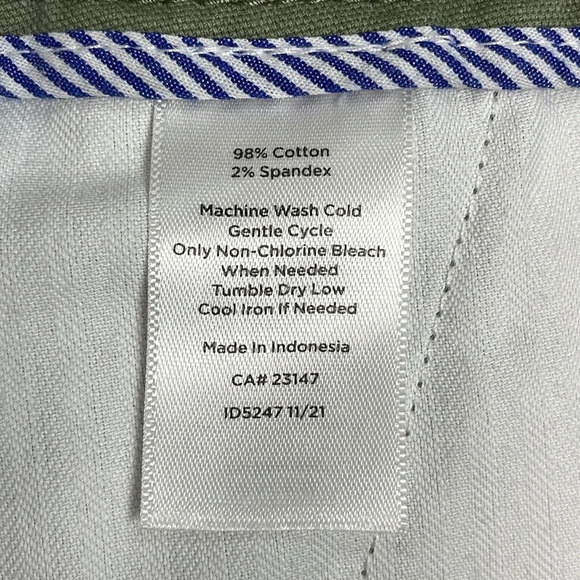 98% Cotton
2% Spandex
Machine Wash Cold
Gentle Cycle
Only Non-Chlorine Bleach
When Needed
Tumble Dry Low
Cool Iron If Needed
Made In Indonesia
CA# 23147
ID5247 11/21